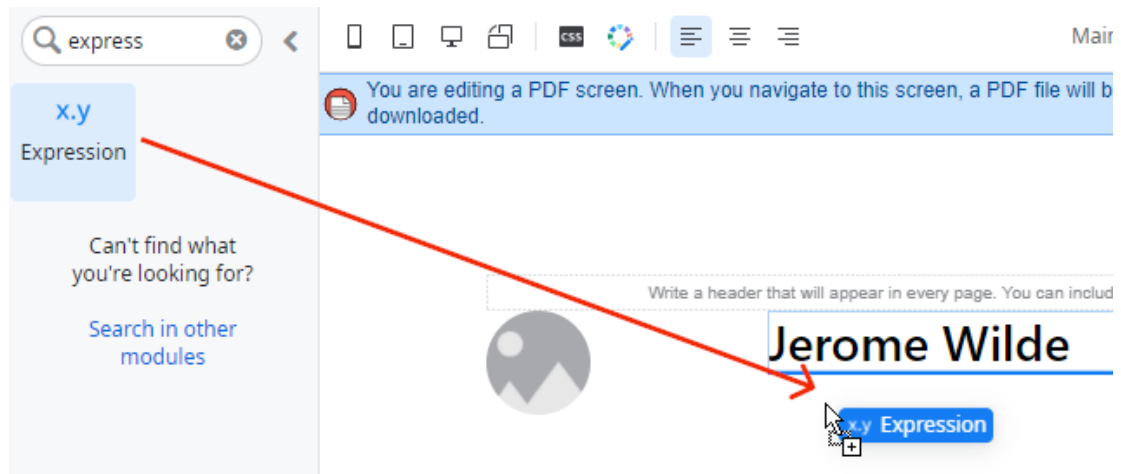 express
CSS
Mair
You are editing a PDF screen. When you navigate to this screen, a PDF file will b
downloaded.
x.y
Expression
Can't find what
you're looking for?
Search in other
modules
Write a header that will appear in every page. You can includ
Jerome Wilde
x.y Expression